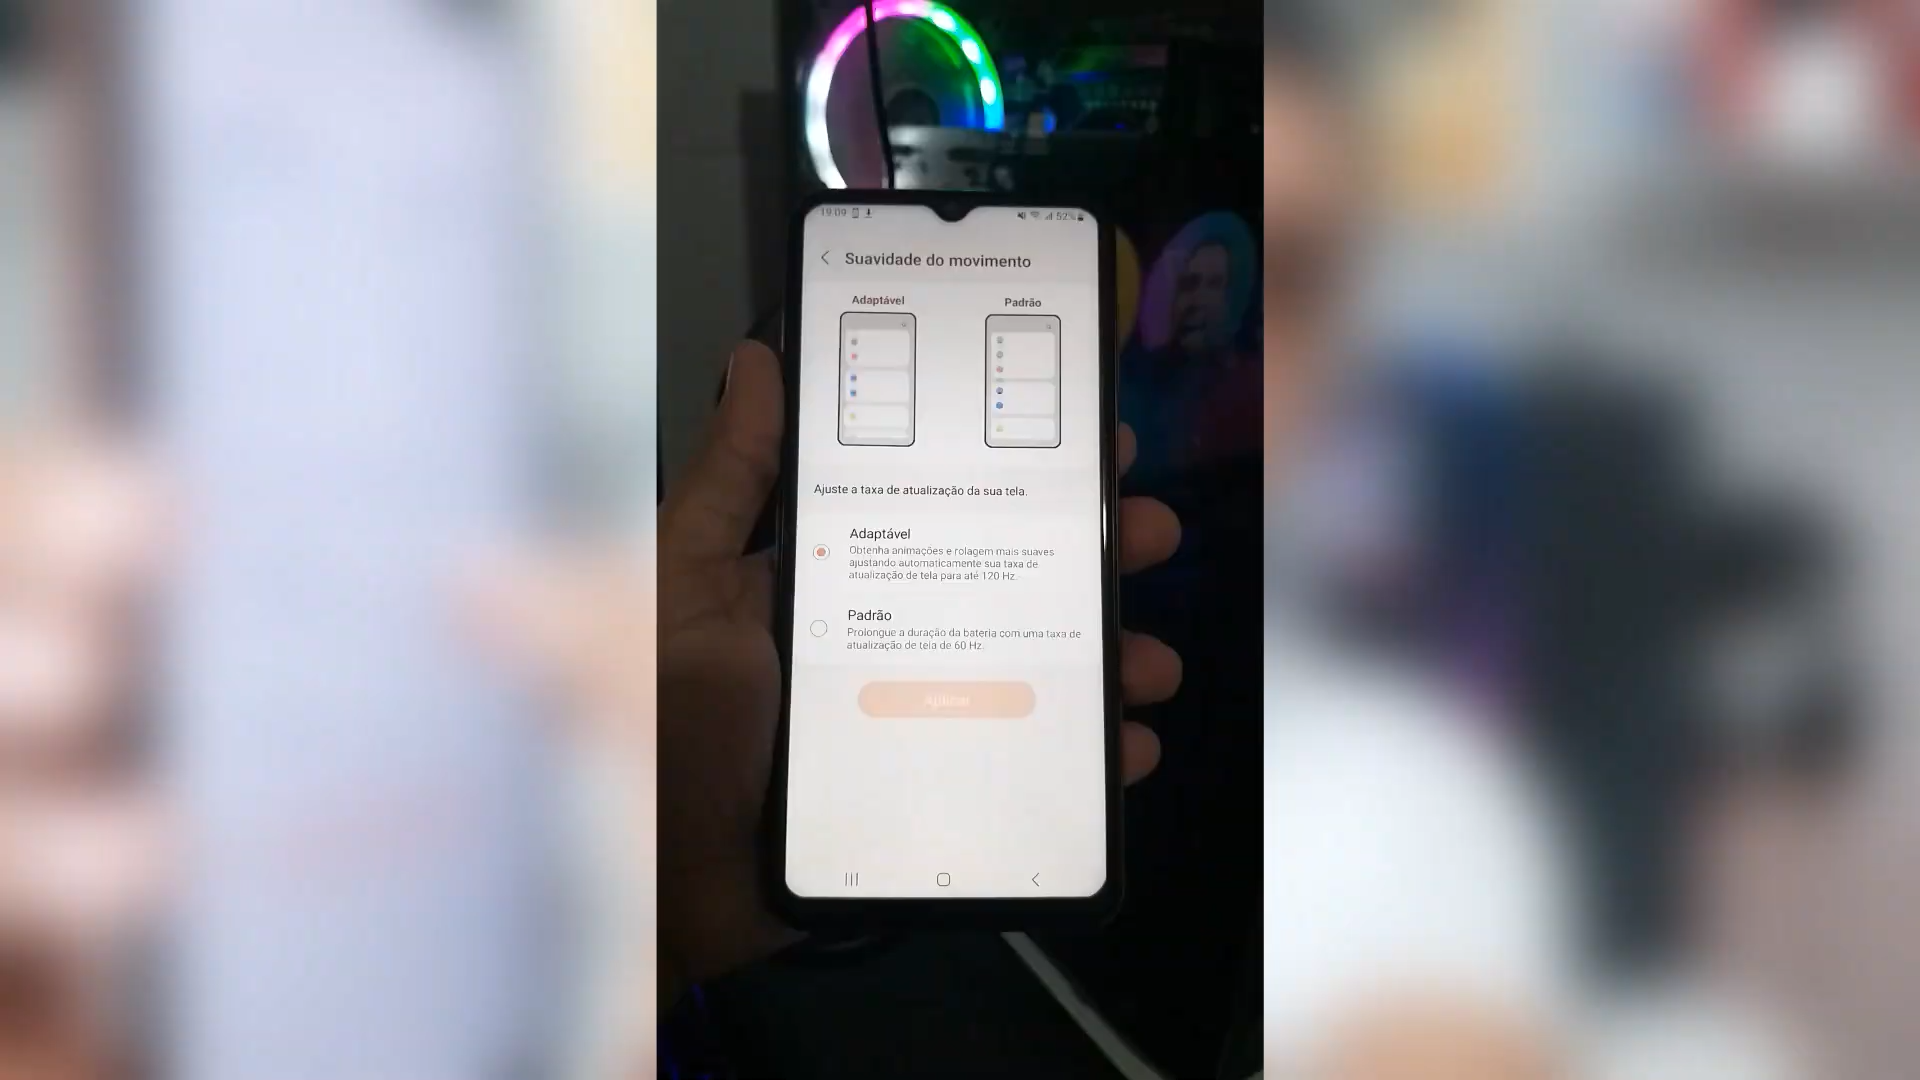 19:09
52%
Suavidade do movimento
Adaptável
Padrão
Ajuste a taxa de atualização da sua tela.
Adaptável
Obtenha animações e rolagem mais suaves
ajustando automaticamente sua taxa de
atualização de tela para até 120 Hz.
Padrão
Prolongue a duração da bateria com uma taxa de
atualização de tela de 60 Hz.
Aplicar